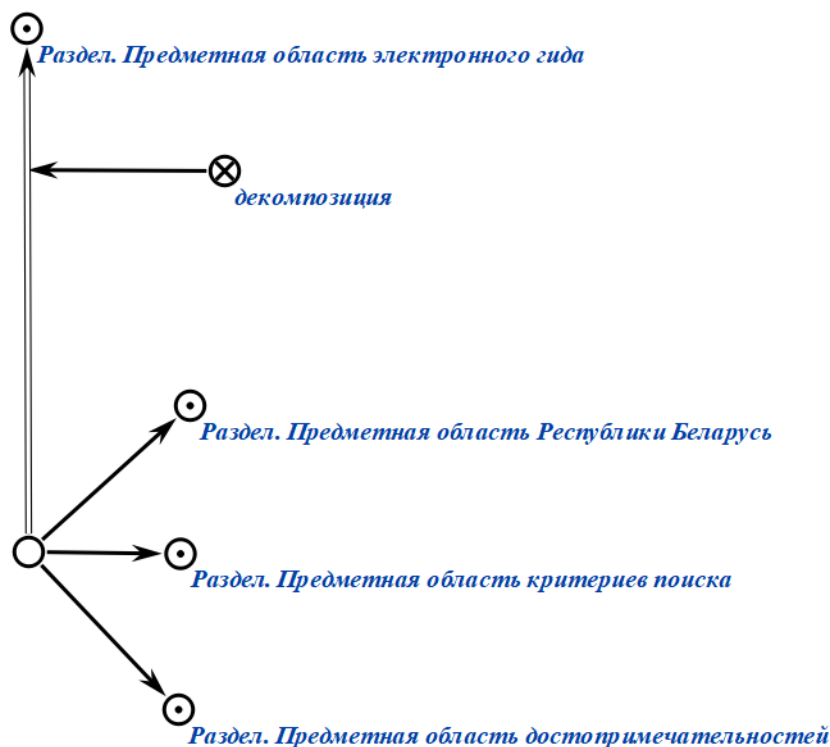 Раздел. Предметная область электронного гида
декомпозиция
Раздел. Предметная область Республики Беларусь
Раздел. Предметная область критериев поиска
Раздел. Предметная область достопримечательностей